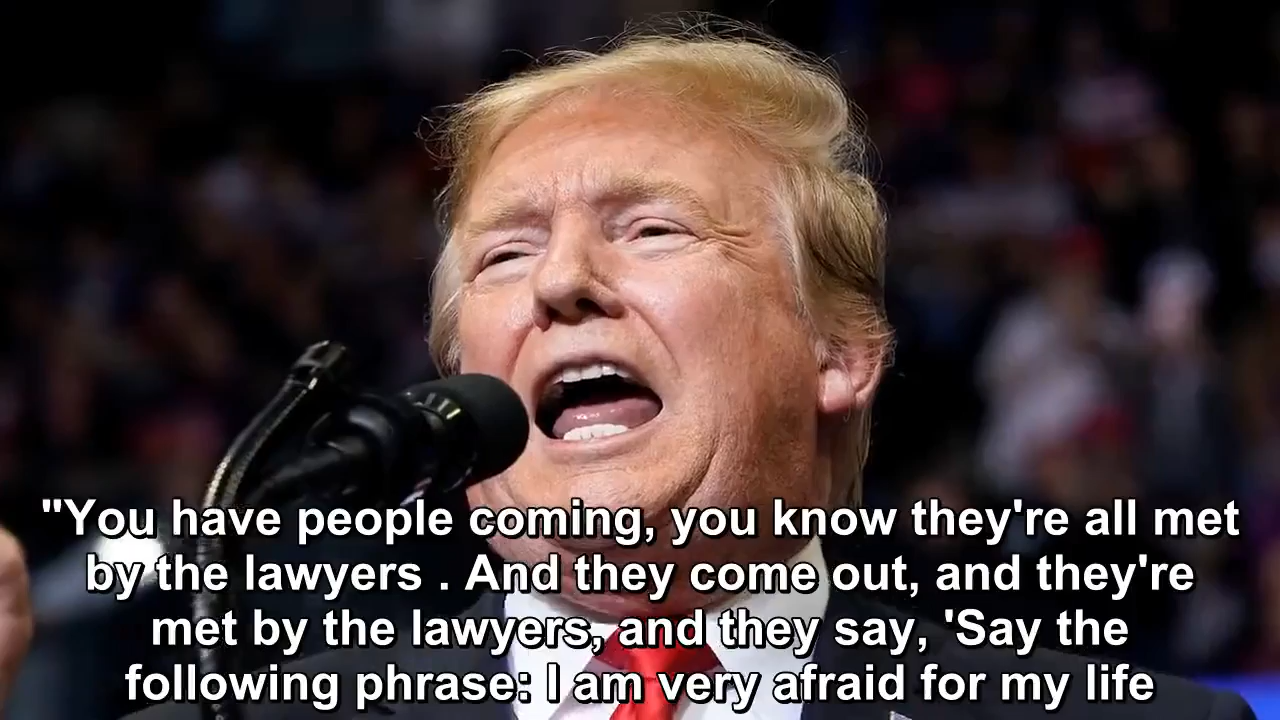 "You have people coming, you know they're all met
by the lawyers . And they come out, and they're
met by the lawyers, and they say, 'Say the
following phrase: I am very afraid for my life